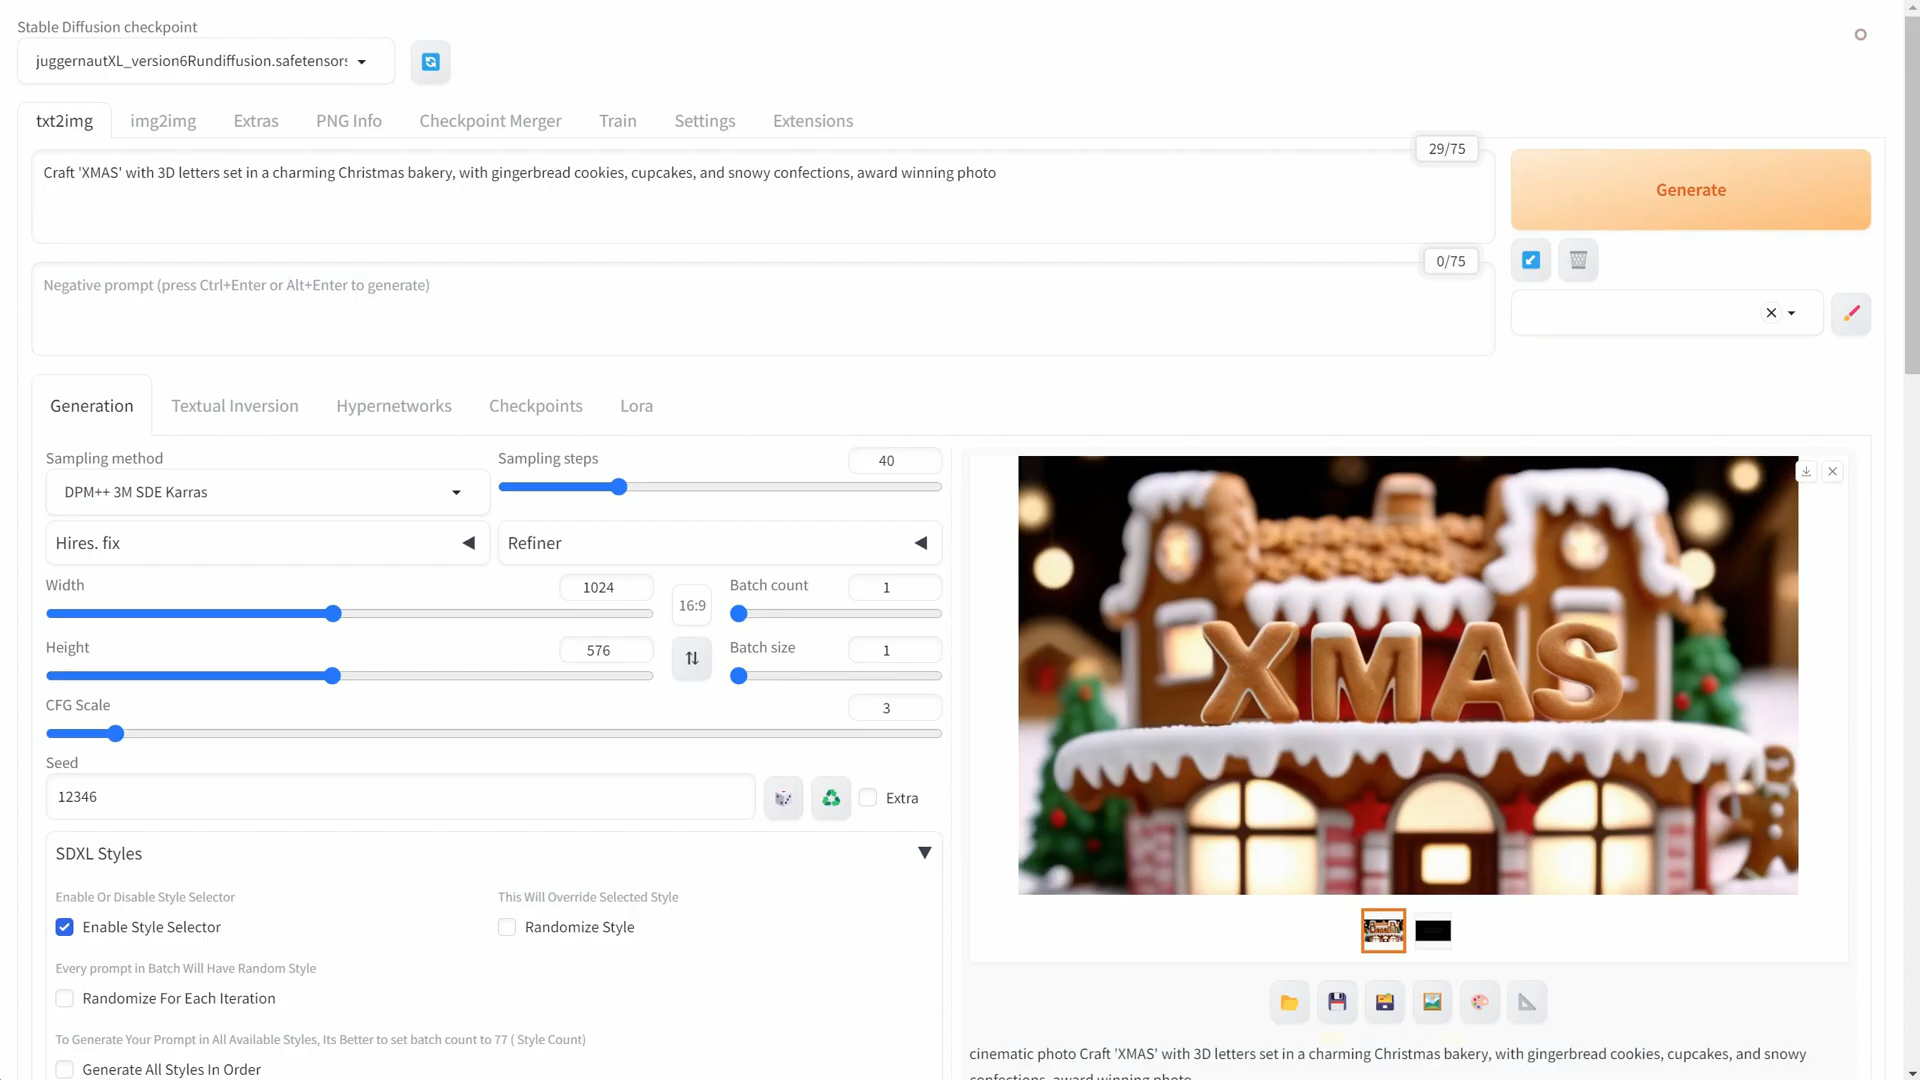 Stable Diffusion checkpoint
juggernautXL_version6Rundiffusion.safetensors
txt2img
img2img
Extras
PNG Info
Checkpoint Merger
Train
Settings
Extensions
29/75
Craft 'XMAS' with 3D letters set in a charming Christmas bakery, with gingerbread cookies, cupcakes, and snowy confections, award winning photo
Generate
0/75
Negative prompt (press Ctrl+Enter or Alt+Enter to generate)
Generation
Textual Inversion
Hypernetworks
Checkpoints
Lora
Sampling method
DPM++ 3M SDE Karras
Sampling steps
40
Hires. fix
Refiner
Width
1024
16:9
Batch count
1
Height
576
Batch size
1
CFG Scale
3
Seed
12346
Extra
XMAS
SDXL Styles
Enable Or Disable Style Selector
Enable Style Selector
This Will Override Selected Style
Randomize Style
Every prompt in Batch Will Have Random Style
Randomize For Each Iteration
To Generate Your Prompt in All Available Styles, Its Better to set batch count to 77 ( Style Count)
Generate All Styles In Order
cinematic photo Craft 'XMAS' with 3D letters set in a charming Christmas bakery, with gingerbread cookies, cupcakes, and snowy
confections, award winning photo